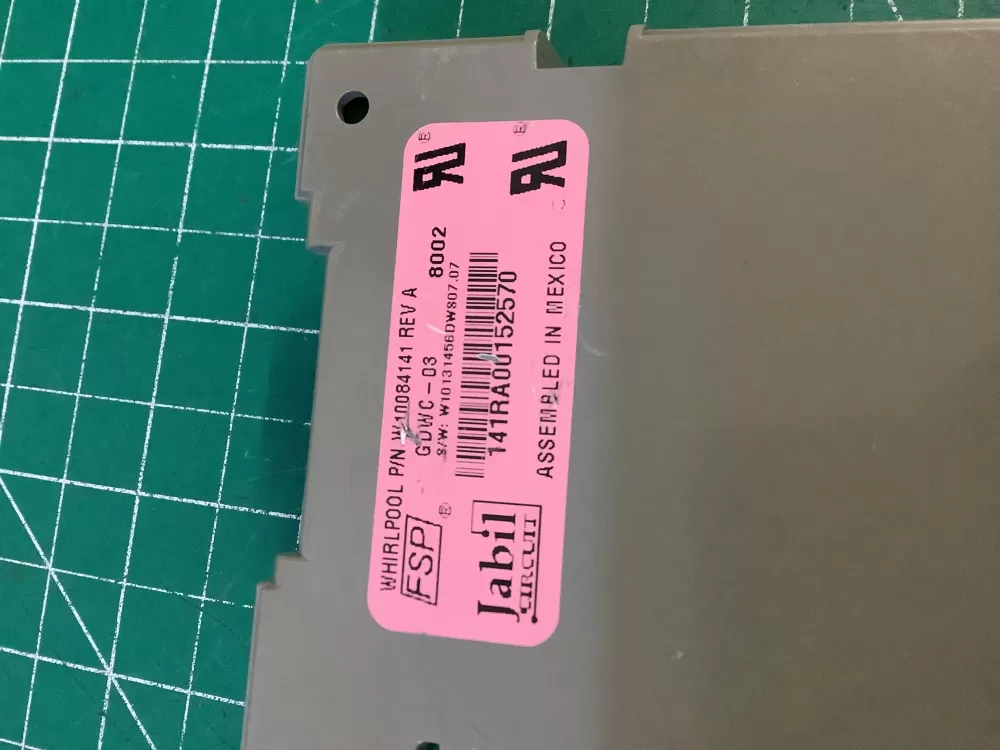 WHIRLPOOL P/N W10084141 REV A
FSP®
GDWC-03
8002
S/W: W10131456DW807.07
141RA00152570
Jabil
CIRCUIT
ASSEMBLED IN MEXICO